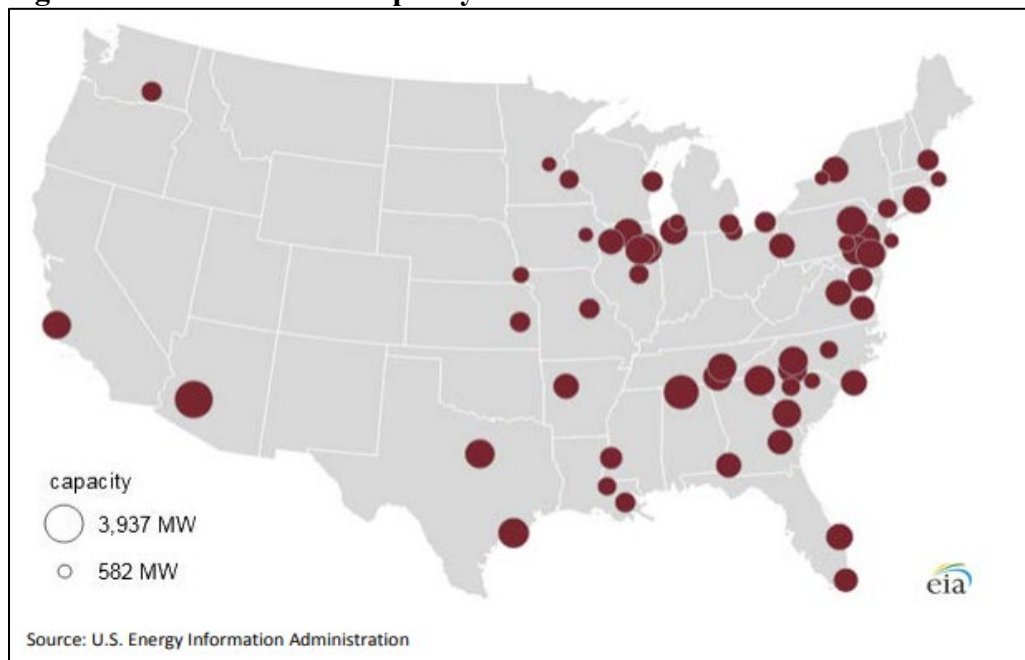 capacity
3,937 MW
582 MW
eia
Source: U.S. Energy Information Administration